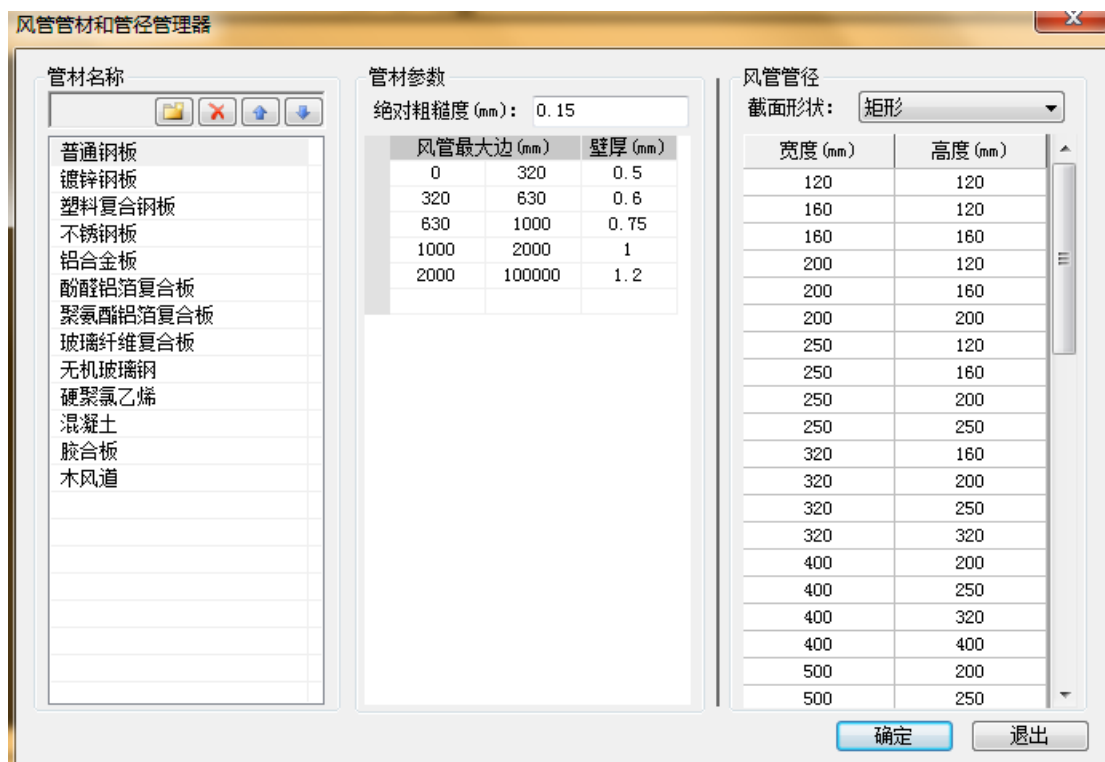 风管管材和管径管理器
管材名称
普通钢板
镀锌钢板
塑料复合钢板
不锈钢板
铝合金板
酚醛铝箔复合板
聚氨酯铝箔复合板
玻璃纤维复合板
无机玻璃钢
硬聚氯乙烯
混凝土
胶合板
木风道
管材参数
绝对粗糙度(mm): 0.15
风管最大边(mm) 壁厚(mm)
0 320 0.5
320 630 0.6
630 1000 0.75
1000 2000 1
2000 100000 1.2
风管管径
截面形状: 矩形
宽度(mm) 高度(mm)
120 120
160 120
160 160
200 120
200 160
200 200
250 120
250 160
250 200
250 250
320 160
320 200
320 250
320 320
400 200
400 250
400 320
400 400
500 200
500 250
确定 退出